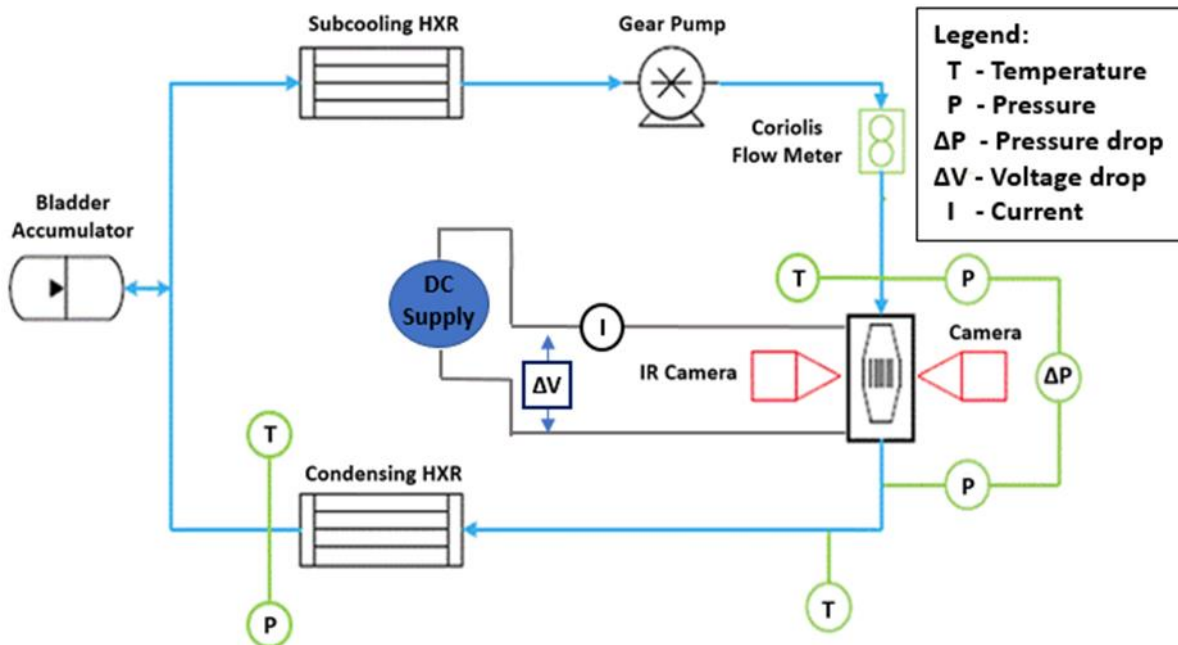 Subcooling HXR
Gear Pump
Legend:
T - Temperature
P - Pressure
ΔP - Pressure drop
ΔV - Voltage drop
I - Current
Coriolis
Flow Meter
Bladder
Accumulator
DC
Supply
I
T
P
Camera
IR Camera
ΔV
ΔP
T
Condensing HXR
P
T
P